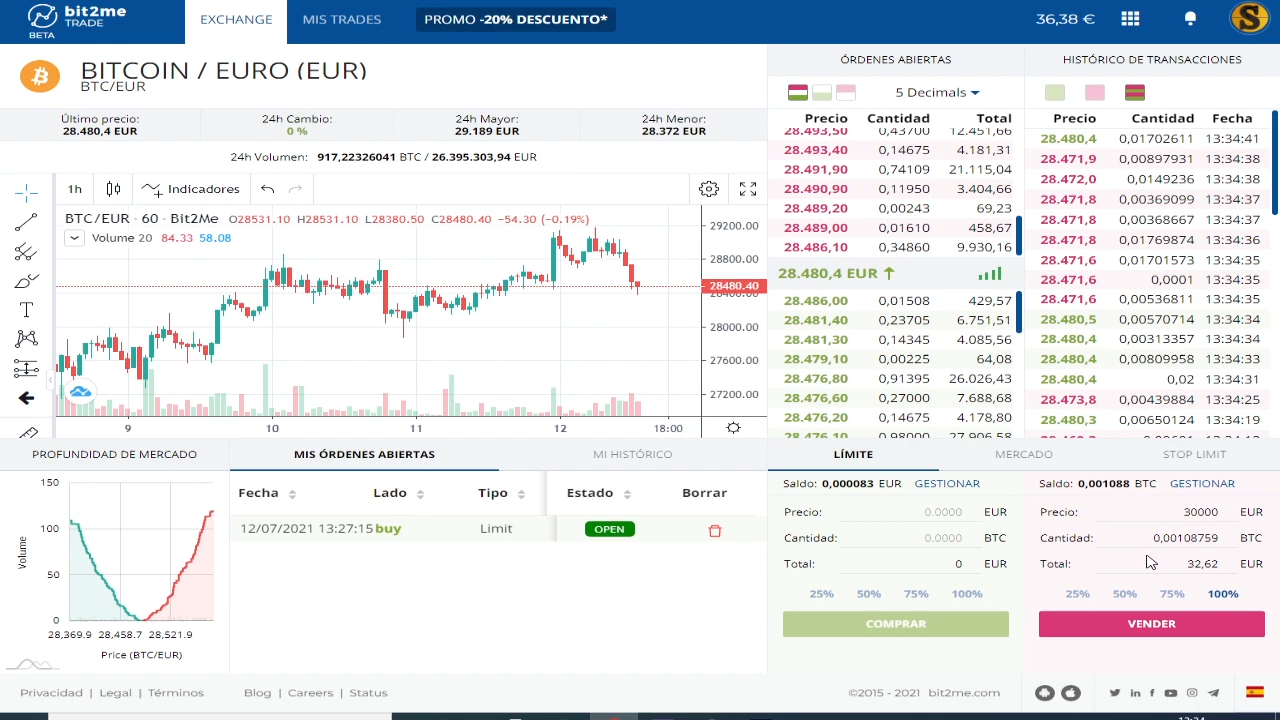 bit2me
TRADE
BETA
EXCHANGE
MIS TRADES
PROMO -20% DESCUENTO*
36,38 €
BITCOIN / EURO (EUR)
BTC/EUR
Último precio:
28.480,4 EUR
24h Cambio:
0 %
24h Mayor:
29.189 EUR
24h Menor:
28.372 EUR
24h Volumen: 917,22326041 BTC / 26.395.303,94 EUR
1h
Indicadores
BTC/EUR · 60 · Bit2Me O28531.10 H28531.10 L28380.50 C28480.40 −54.30 (−0.19%)
Volume 20 84.33 58.08
29200.00
28800.00
28480.40
28400.00
28000.00
27600.00
27200.00
9 10 11 12 18:00
ÓRDENES ABIERTAS
5 Decimals
Precio Cantidad Total
28.493,50 0,43700 12.451,66
28.493,40 0,14675 4.181,31
28.491,90 0,74109 21.115,04
28.490,90 0,11950 3.404,66
28.489,20 0,00243 69,23
28.489,00 0,01610 458,67
28.486,10 0,34860 9.930,16
28.480,4 EUR
28.486,00 0,01508 429,57
28.481,40 0,23705 6.751,51
28.481,30 0,14345 4.085,56
28.479,10 0,00225 64,08
28.476,80 0,91395 26.026,43
28.476,60 0,27000 7.688,68
28.476,20 0,14675 4.178,80
28.476,10 0,98000 27.906,58
HISTÓRICO DE TRANSACCIONES
Precio Cantidad Fecha
28.480,4 0,01702611 13:34:41
28.471,9 0,00897931 13:34:38
28.472,0 0,0149236 13:34:38
28.471,8 0,00369099 13:34:37
28.471,8 0,00368667 13:34:37
28.471,8 0,01769874 13:34:36
28.471,6 0,01701573 13:34:35
28.471,6 0,0001 13:34:35
28.471,6 0,00536811 13:34:35
28.480,5 0,00570714 13:34:34
28.480,4 0,00313357 13:34:34
28.480,4 0,00809958 13:34:33
28.480,4 0,02 13:34:31
28.473,8 0,00439884 13:34:25
28.480,3 0,00650124 13:34:19
PROFUNDIDAD DE MERCADO
150
100
50
0
Volume
28,369.9 28,458.7 28,521.9
Price (BTC/EUR)
MIS ÓRDENES ABIERTAS
MI HISTÓRICO
Fecha Lado Tipo Estado Borrar
12/07/2021 13:27:15 buy Limit OPEN
LÍMITE
MERCADO
STOP LIMIT
Saldo: 0,000083 EUR GESTIONAR
Precio: 0.0000 EUR
Cantidad: 0.0000 BTC
Total: 0 EUR
25% 50% 75% 100%
COMPRAR
Saldo: 0,001088 BTC GESTIONAR
Precio: 30000 EUR
Cantidad: 0,00108759 BTC
Total: 32,62 EUR
25% 50% 75% 100%
VENDER
Privacidad | Legal | Términos
Blog | Careers | Status
©2015 - 2021 bit2me.com